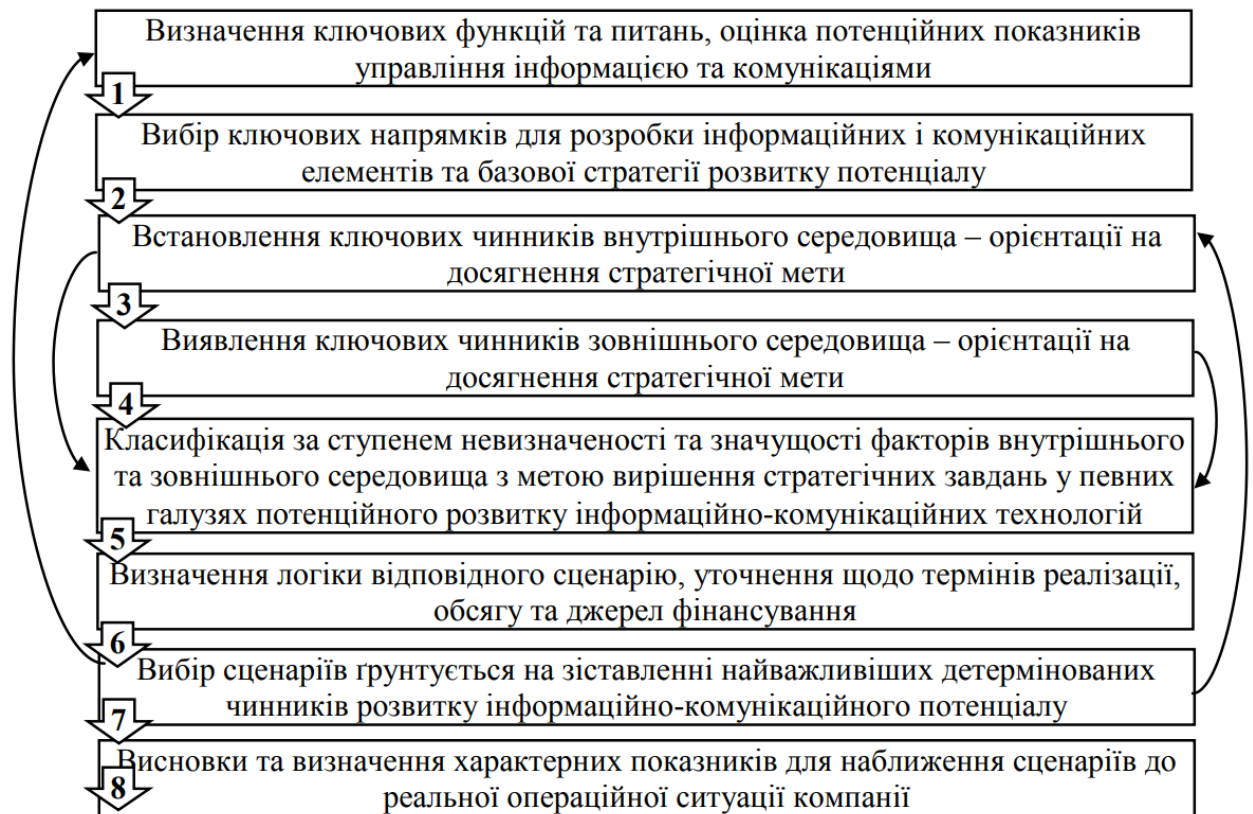 Визначення ключових функцій та питань, оцінка потенційних показників
управління інформацією та комунікаціями
1
Вибір ключових напрямків для розробки інформаційних і комунікаційних
елементів та базової стратегії розвитку потенціалу
2
Встановлення ключових чинників внутрішнього середовища – орієнтації на
досягнення стратегічної мети
3
Виявлення ключових чинників зовнішнього середовища – орієнтації на
досягнення стратегічної мети
4
Класифікація за ступенем невизначеності та значущості факторів внутрішнього
та зовнішнього середовища з метою вирішення стратегічних завдань у певних
галузях потенційного розвитку інформаційно-комунікаційних технологій
5
Визначення логіки відповідного сценарію, уточнення щодо термінів реалізації,
обсягу та джерел фінансування
6
Вибір сценаріїв ґрунтується на зіставленні найважливіших детермінованих
чинників розвитку інформаційно-комунікаційного потенціалу
7
Висновки та визначення характерних показників для наближення сценаріїв до
реальної операційної ситуації компанії
8